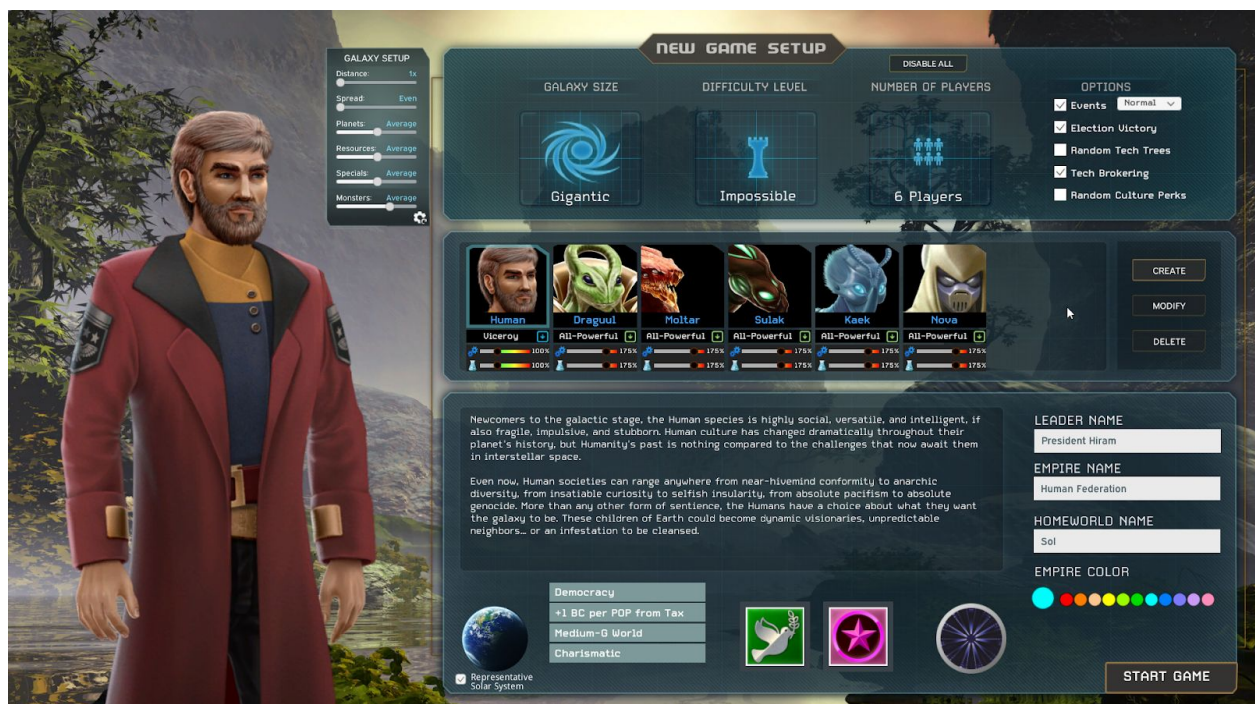 GALAXY SETUP
Distance: 1x
Spread: Even
Planets: Average
Resources: Average
Specials: Average
Monsters: Average
NEW GAME SETUP
DISABLE ALL
GALAXY SIZE
DIFFICULTY LEVEL
NUMBER OF PLAYERS
OPTIONS
Gigantic
Impossible
6 Players
Events Normal
Election Victory
Random Tech Trees
Tech Brokering
Random Culture Perks
Human Draguul Moltar Sulak Kaek Nova
Viceroy All-Powerful All-Powerful All-Powerful All-Powerful All-Powerful
100% 175% 175% 175% 175% 175%
100% 175% 175% 175% 175% 175%
CREATE
MODIFY
DELETE
Newcomers to the galactic stage, the Human species is highly social, versatile, and intelligent, if
also fragile, impulsive, and stubborn. Human culture has changed dramatically throughout their
planet's history, but Humanity's past is nothing compared to the challenges that now await them
in interstellar space.
Even now, Human societies can range anywhere from near-hivemind conformity to anarchic
diversity, from insatiable curiosity to selfish insularity, from absolute pacifism to absolute
genocide. More than any other form of sentience, the Humans have a choice about what they want
the galaxy to be. These children of Earth could become dynamic visionaries, unpredictable
neighbors... or an infestation to be cleansed.
LEADER NAME
President Hiram
EMPIRE NAME
Human Federation
HOMEWORLD NAME
Sol
EMPIRE COLOR
Democracy
+1 BC per POP from Tax
Medium-G World
Charismatic
Representative
Solar System
START GAME